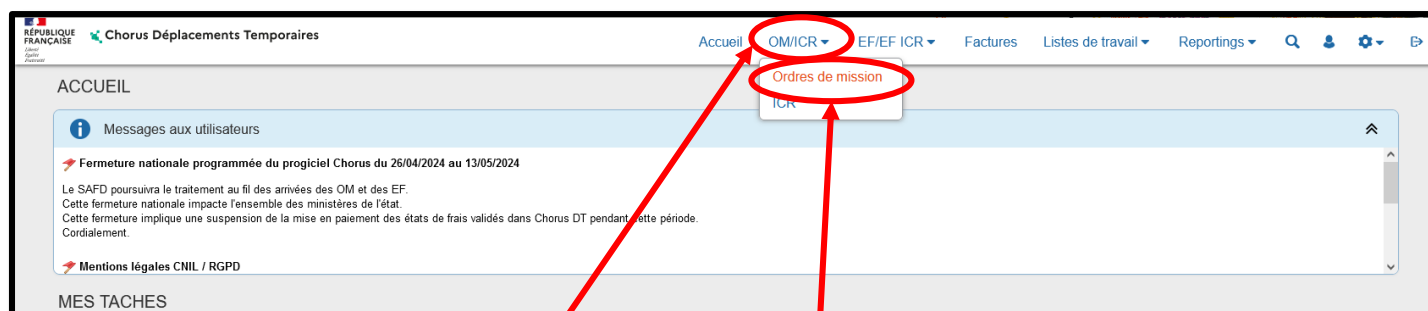 RÉPUBLIQUE
FRANÇAISE
Liberté
Égalité
Fraternité
Chorus Déplacements Temporaires
Accueil OM/ICR EF/EF ICR Factures Listes de travail Reportings
Ordres de mission
ICR
ACCUEIL
Messages aux utilisateurs
Fermeture nationale programmée du progiciel Chorus du 26/04/2024 au 13/05/2024
Le SAFD poursuivra le traitement au fil des arrivées des OM et des EF.
Cette fermeture nationale impacte l'ensemble des ministères de l'état.
Cette fermeture implique une suspension de la mise en paiement des états de frais validés dans Chorus DT pendant cette période.
Cordialement.
Mentions légales CNIL / RGPD
MES TACHES